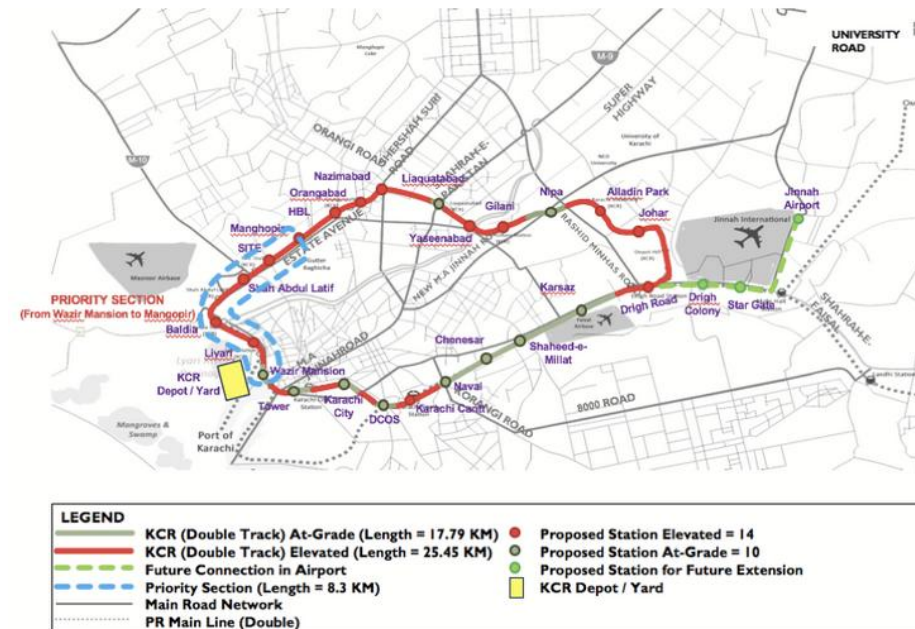 UNIVERSITY
ROAD
M-9
SUPER
HIGHWAY
University of
Karachi
ORANGI ROAD
SHERSHAH SURI
ROAD
M-10
Nazimabad
Liaquatabad
Orangabad
HBL
Gilani
Nipa
Alladin Park
Jinnah
Airport
Manghopir
ESTATE AVENUE
Yaseenabad
Johar
Jinnah International
SITE
NEW M.A JINNAH
RASHID MINHAS ROAD
PRIORITY SECTION
(From Wazir Mansion to Mangopir)
Shah Abdul Latif
Karsaz
Drigh Road
Drigh
Colony
Star Gate
SHAHRAH-E-
FAISAL
Baldia
Chenesar
Shaheed-e-
Millat
Liyari
M.A
JINNAHROAD
Wazir Mansion
KCR
Depot / Yard
Naval
Tower
Karachi
City
Karachi Cantt
KORANGI ROAD
8000 ROAD
DCOS
Mangroves &
Swamp
Port of
Karachi
LEGEND
KCR (Double Track) At-Grade (Length = 17.79 KM)
Proposed Station Elevated = 14
KCR (Double Track) Elevated (Length = 25.45 KM)
Proposed Station At-Grade = 10
Future Connection in Airport
Proposed Station for Future Extension
Priority Section (Length = 8.3 KM)
KCR Depot / Yard
Main Road Network
PR Main Line (Double)